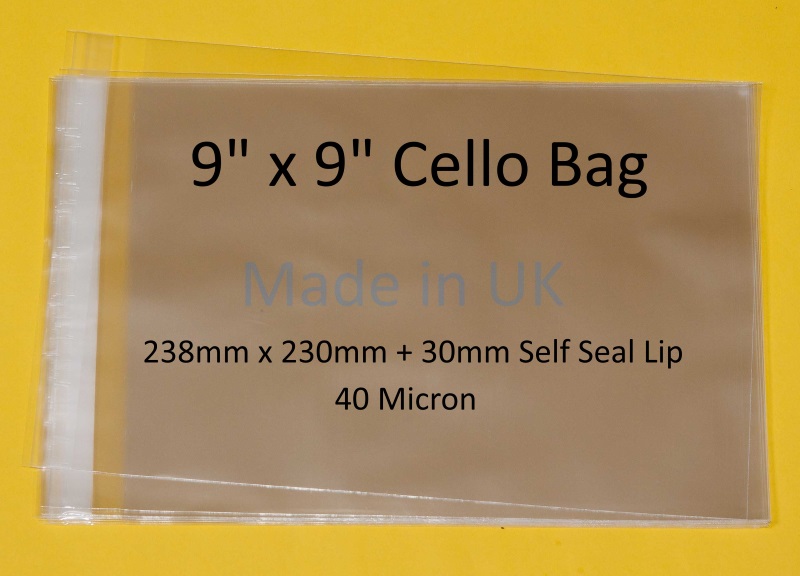 9" x 9" Cello Bag
Made in UK
238mm x 230mm + 30mm Self Seal Lip
40 Micron